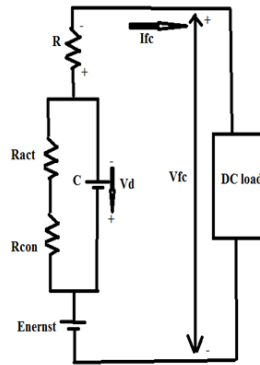 -
+
R
Ifc
+
Ract
C
-
Vd
+
Vfc
DC load
Rcon
Enernst
-